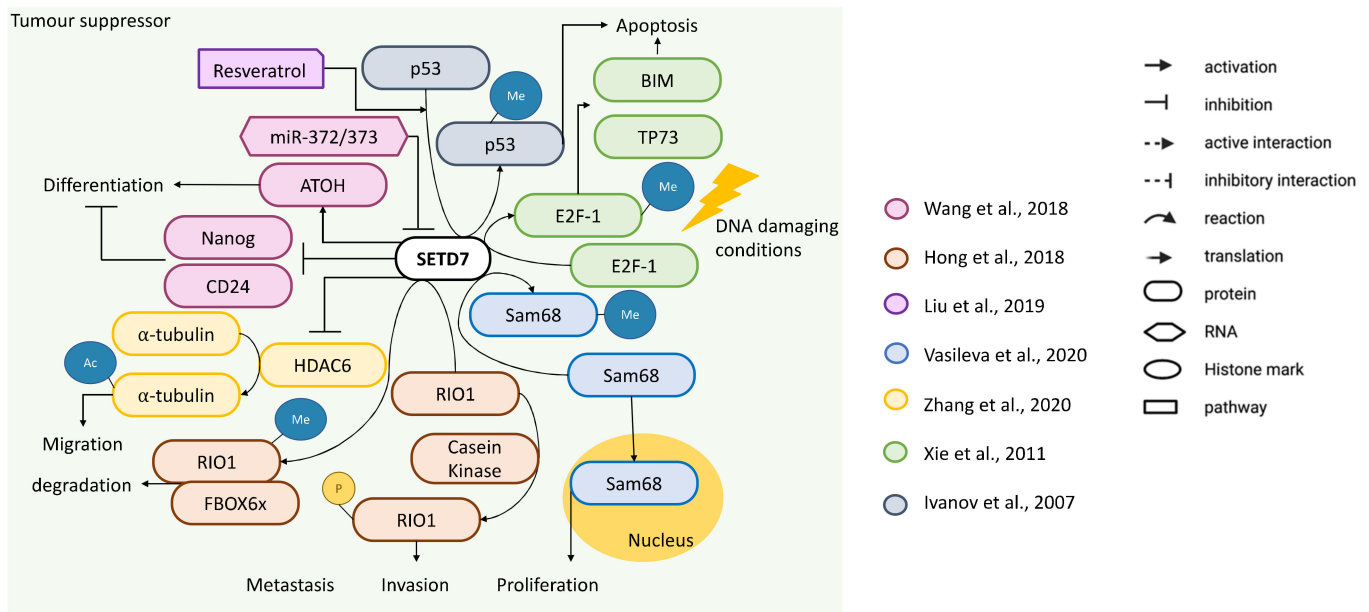 Tumour suppressor
Apoptosis
Resveratrol
p53
BIM
Me
miR-372/373
p53
TP73
Differentiation
ATOH
Me
E2F-1
DNA damaging
conditions
Nanog
SETD7
E2F-1
CD24
Sam68
Me
α-tubulin
Ac
HDAC6
Sam68
α-tubulin
RIO1
Me
Migration
Casein
Kinase
RIO1
degradation
P
Sam68
FBOX6x
RIO1
Nucleus
Metastasis
Invasion
Proliferation
Wang et al., 2018
Hong et al., 2018
Liu et al., 2019
Vasileva et al., 2020
Zhang et al., 2020
Xie et al., 2011
Ivanov et al., 2007
activation
inhibition
active interaction
inhibitory interaction
reaction
translation
protein
RNA
Histone mark
pathway